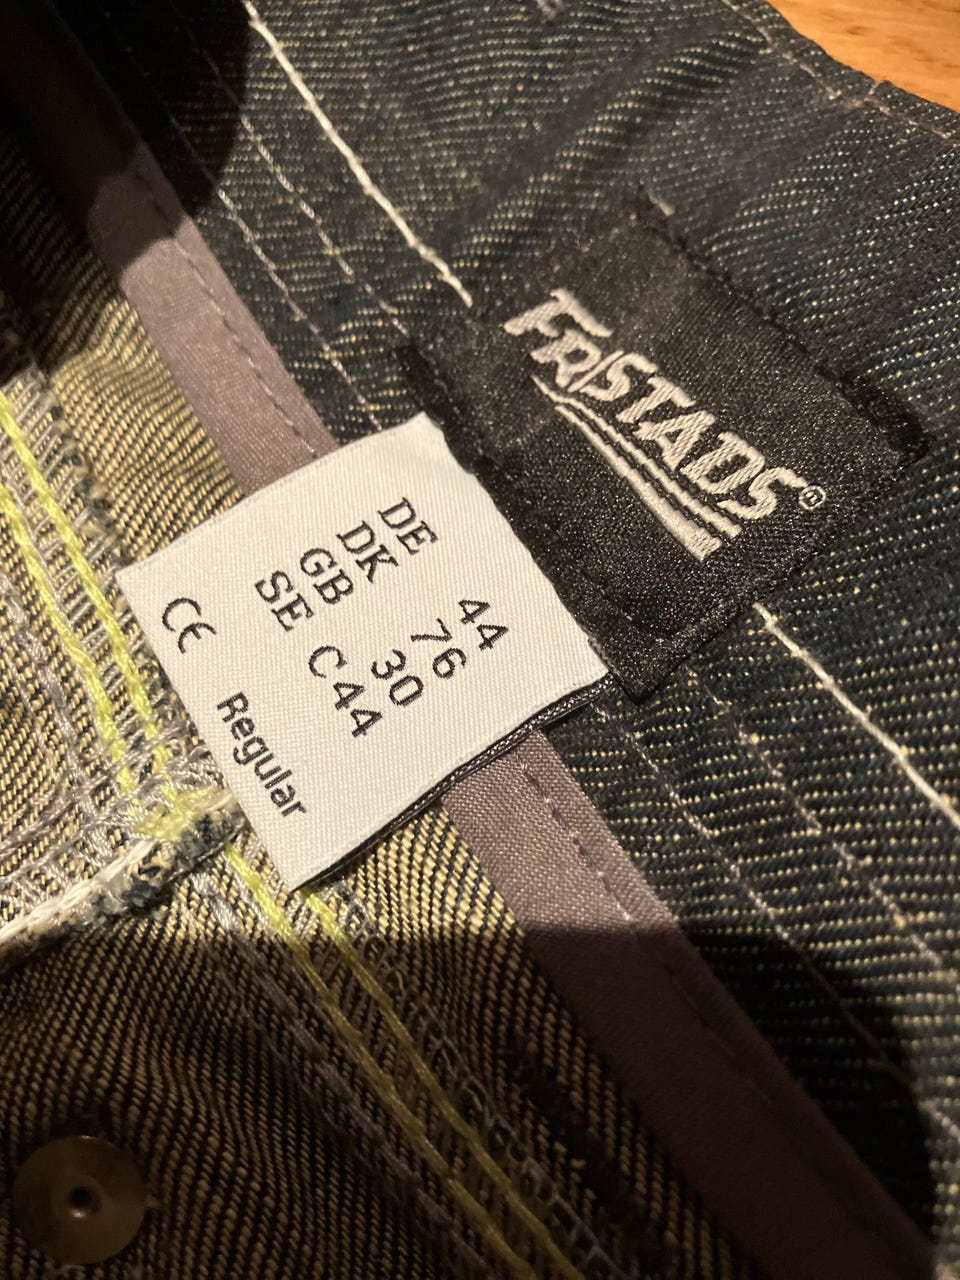 FRISTADS®
DE 44
DK 76
GB 30
SE C44
CE Regular